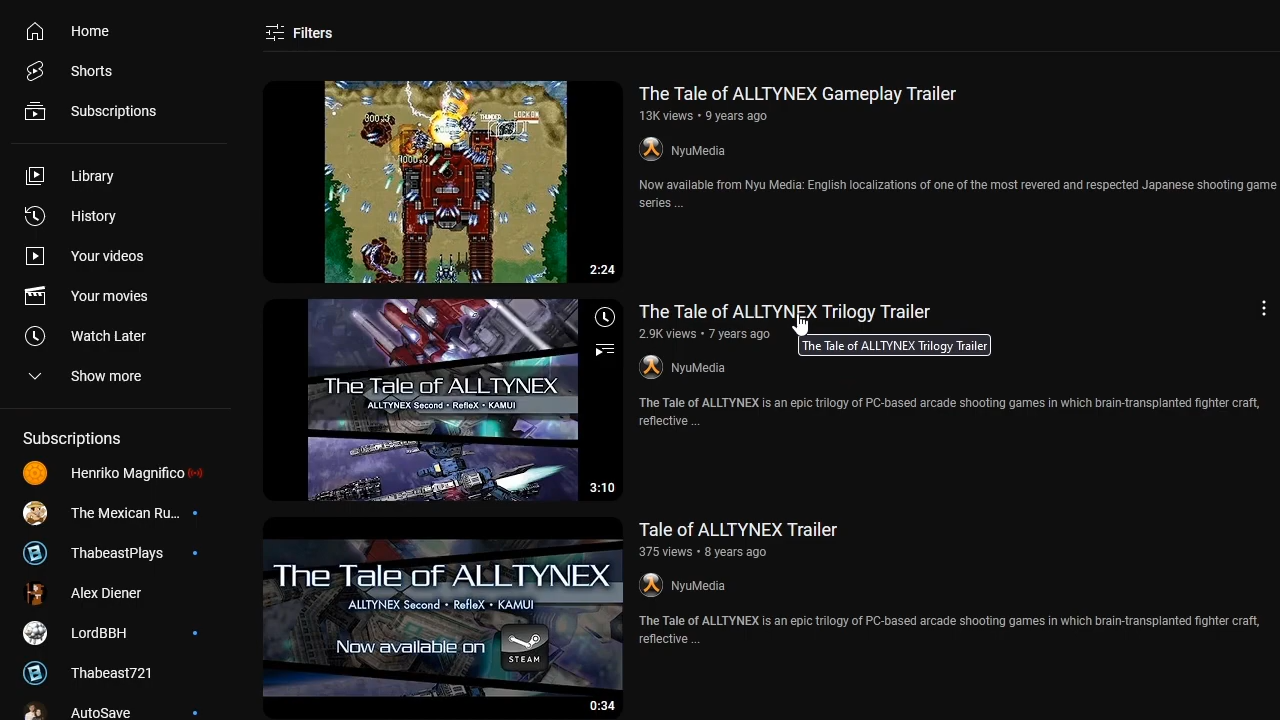 Home
Shorts
Subscriptions
Library
History
Your videos
Your movies
Watch Later
Show more
Subscriptions
Henriko Magnifico
The Mexican Ru...
ThabeastPlays
Alex Diener
LordBBH
Thabeast721
AutoSave
Filters
THUNDER
LOCKON
2:24
The Tale of ALLTYNEX Gameplay Trailer
13K views • 9 years ago
NyuMedia
Now available from Nyu Media: English localizations of one of the most revered and respected Japanese shooting game
series ...
The Tale of ALLTYNEX
ALLTYNEX Second • RefleX • KAMUI
3:10
The Tale of ALLTYNEX Trilogy Trailer
2.9K views • 7 years ago
The Tale of ALLTYNEX Trilogy Trailer
NyuMedia
The Tale of ALLTYNEX is an epic trilogy of PC-based arcade shooting games in which brain-transplanted fighter craft,
reflective ...
The Tale of ALLTYNEX
ALLTYNEX Second • RefleX • KAMUI
Now available on
STEAM
0:34
Tale of ALLTYNEX Trailer
375 views • 8 years ago
NyuMedia
The Tale of ALLTYNEX is an epic trilogy of PC-based arcade shooting games in which brain-transplanted fighter craft,
reflective ...